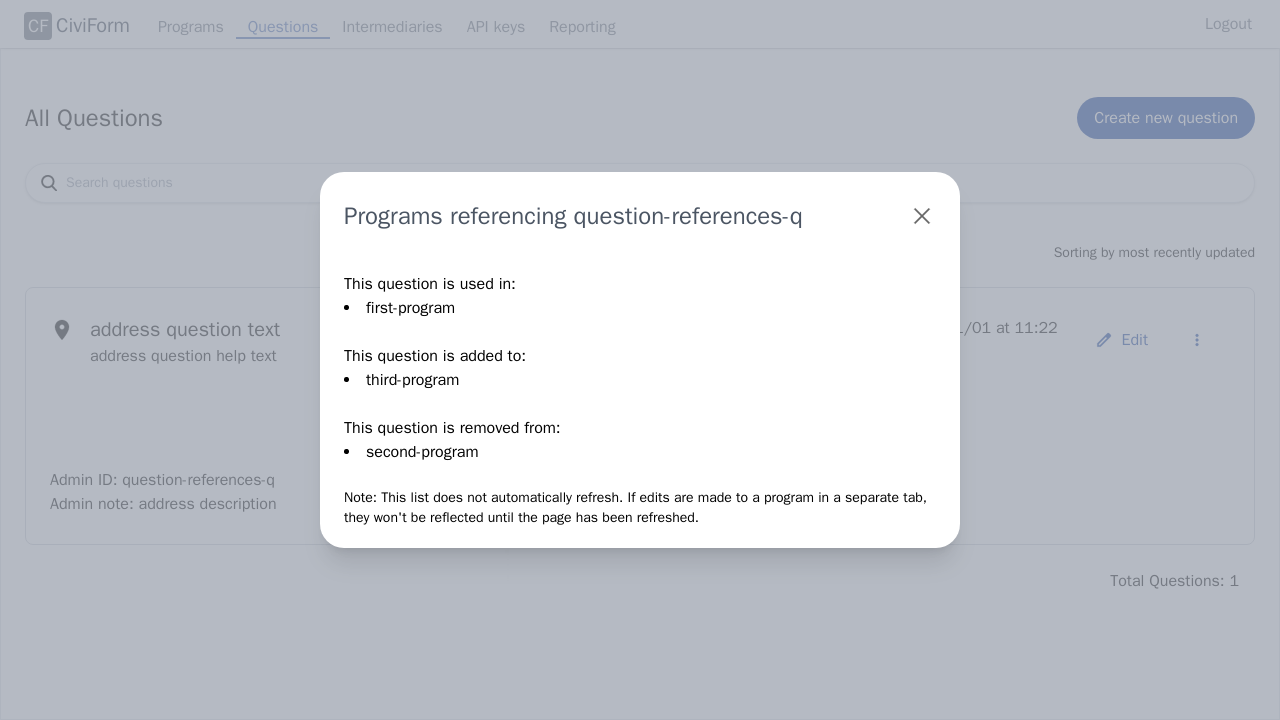 CF CiviForm Programs Questions Intermediaries API keys Reporting Logout
All Questions Create new question
Search questions
Sorting by most recently updated
Programs referencing question-references-q
This question is used in:
• first-program
This question is added to:
• third-program
This question is removed from:
• second-program
Note: This list does not automatically refresh. If edits are made to a program in a separate tab,
they won't be reflected until the page has been refreshed.
address question text
address question help text
/01 at 11:22 Edit
Admin ID: question-references-q
Admin note: address description
Total Questions: 1